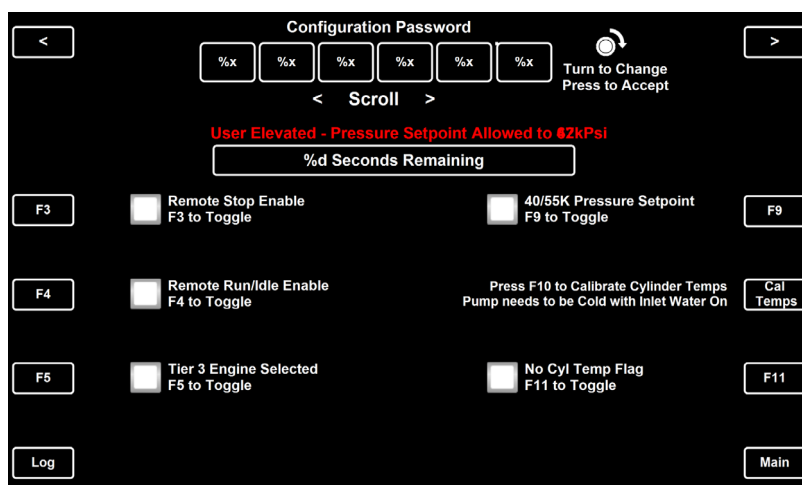 <
Configuration Password
>
%x %x %x %x %x %x
Turn to Change
Press to Accept
< Scroll >
User Elevated - Pressure Setpoint Allowed to kPsi
%d Seconds Remaining
F3
Remote Stop Enable
F3 to Toggle
40/55K Pressure Setpoint
F9 to Toggle
F9
F4
Remote Run/Idle Enable
F4 to Toggle
Press F10 to Calibrate Cylinder Temps
Pump needs to be Cold with Inlet Water On
Cal
Temps
F5
Tier 3 Engine Selected
F5 to Toggle
No Cyl Temp Flag
F11 to Toggle
F11
Log
Main